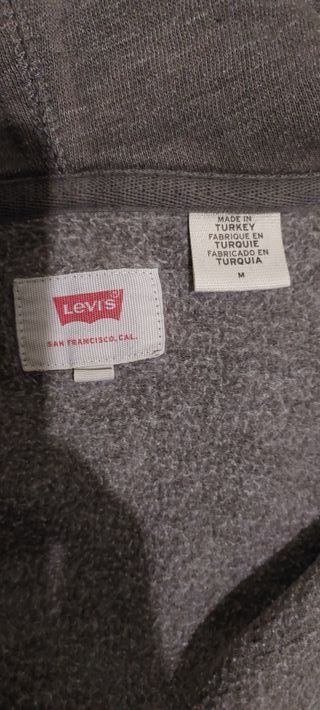 MADE IN
TURKEY
FABRIQUE EN
TURQUIE
FABRICADO EN
TURQUIA
M
Levi's
SAN FRANCISCO, CAL.